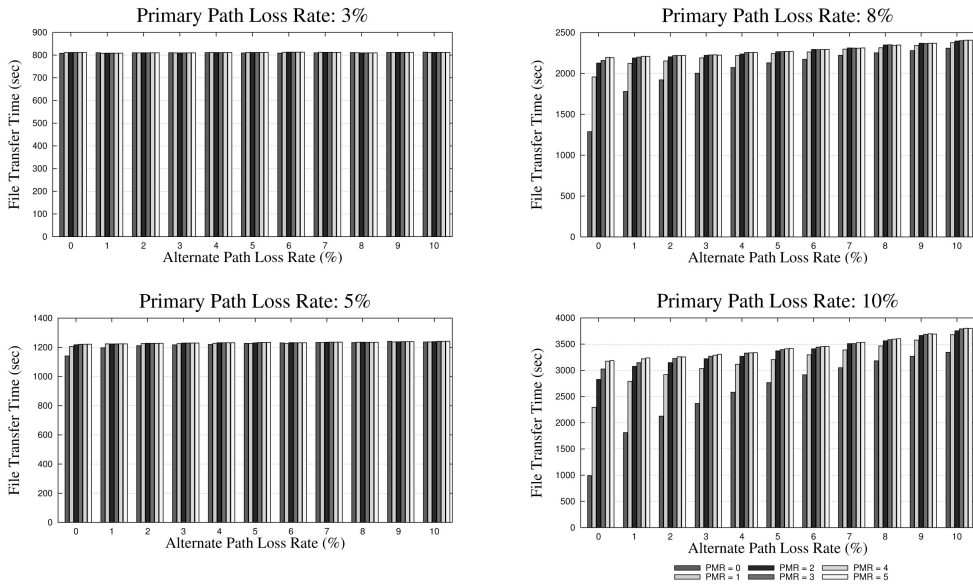 Primary Path Loss Rate: 3%
File Transfer Time (sec)
900
800
700
600
500
400
300
200
100
0
0 1 2 3 4 5 6 7 8 9 10
Alternate Path Loss Rate (%)
Primary Path Loss Rate: 8%
File Transfer Time (sec)
2500
2000
1500
1000
500
0
0 1 2 3 4 5 6 7 8 9 10
Alternate Path Loss Rate (%)
Primary Path Loss Rate: 5%
File Transfer Time (sec)
1400
1200
1000
800
600
400
200
0
0 1 2 3 4 5 6 7 8 9 10
Alternate Path Loss Rate (%)
Primary Path Loss Rate: 10%
File Transfer Time (sec)
4000
3500
3000
2500
2000
1500
1000
500
0
0 1 2 3 4 5 6 7 8 9 10
Alternate Path Loss Rate (%)
PMR = 0 PMR = 2 PMR = 4
PMR = 1 PMR = 3 PMR = 5